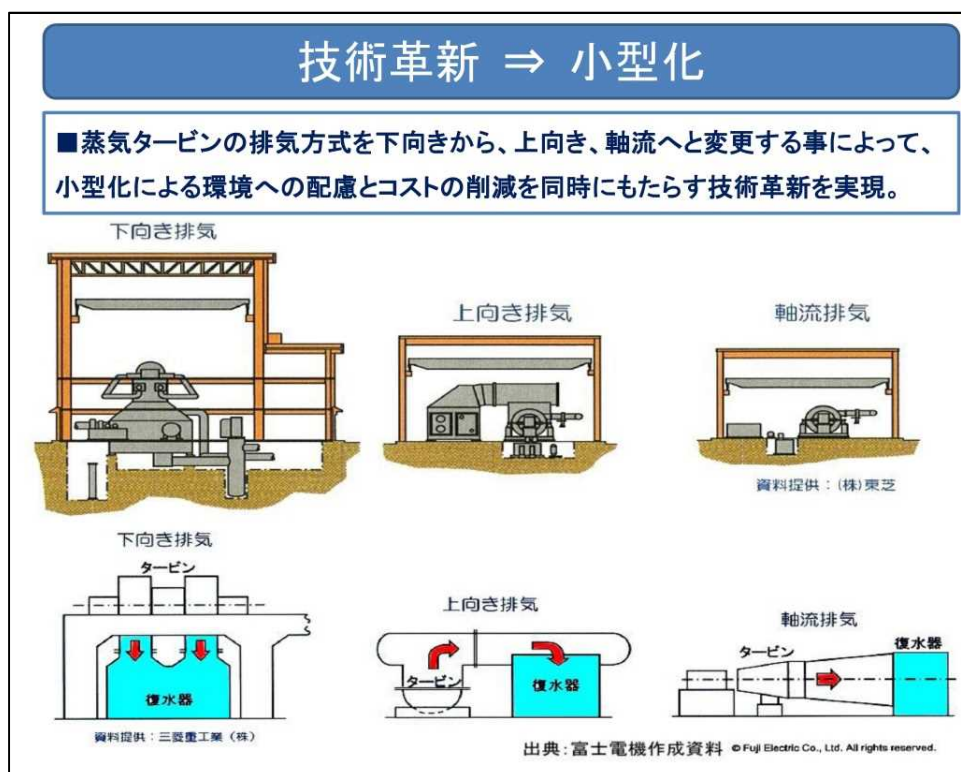 技術革新 ⇒ 小型化
■蒸気タービンの排気方式を下向きから、上向き、軸流へと変更する事によって、
小型化による環境への配慮とコストの削減を同時にもたらす技術革新を実現。
下向き排気
上向き排気
軸流排気
資料提供：(株)東芝
下向き排気
タービン
復水器
資料提供：三菱重工業（株）
上向き排気
タービン
復水器
軸流排気
タービン
復水器
出典：富士電機作成資料 © Fuji Electric Co., Ltd. All rights reserved.